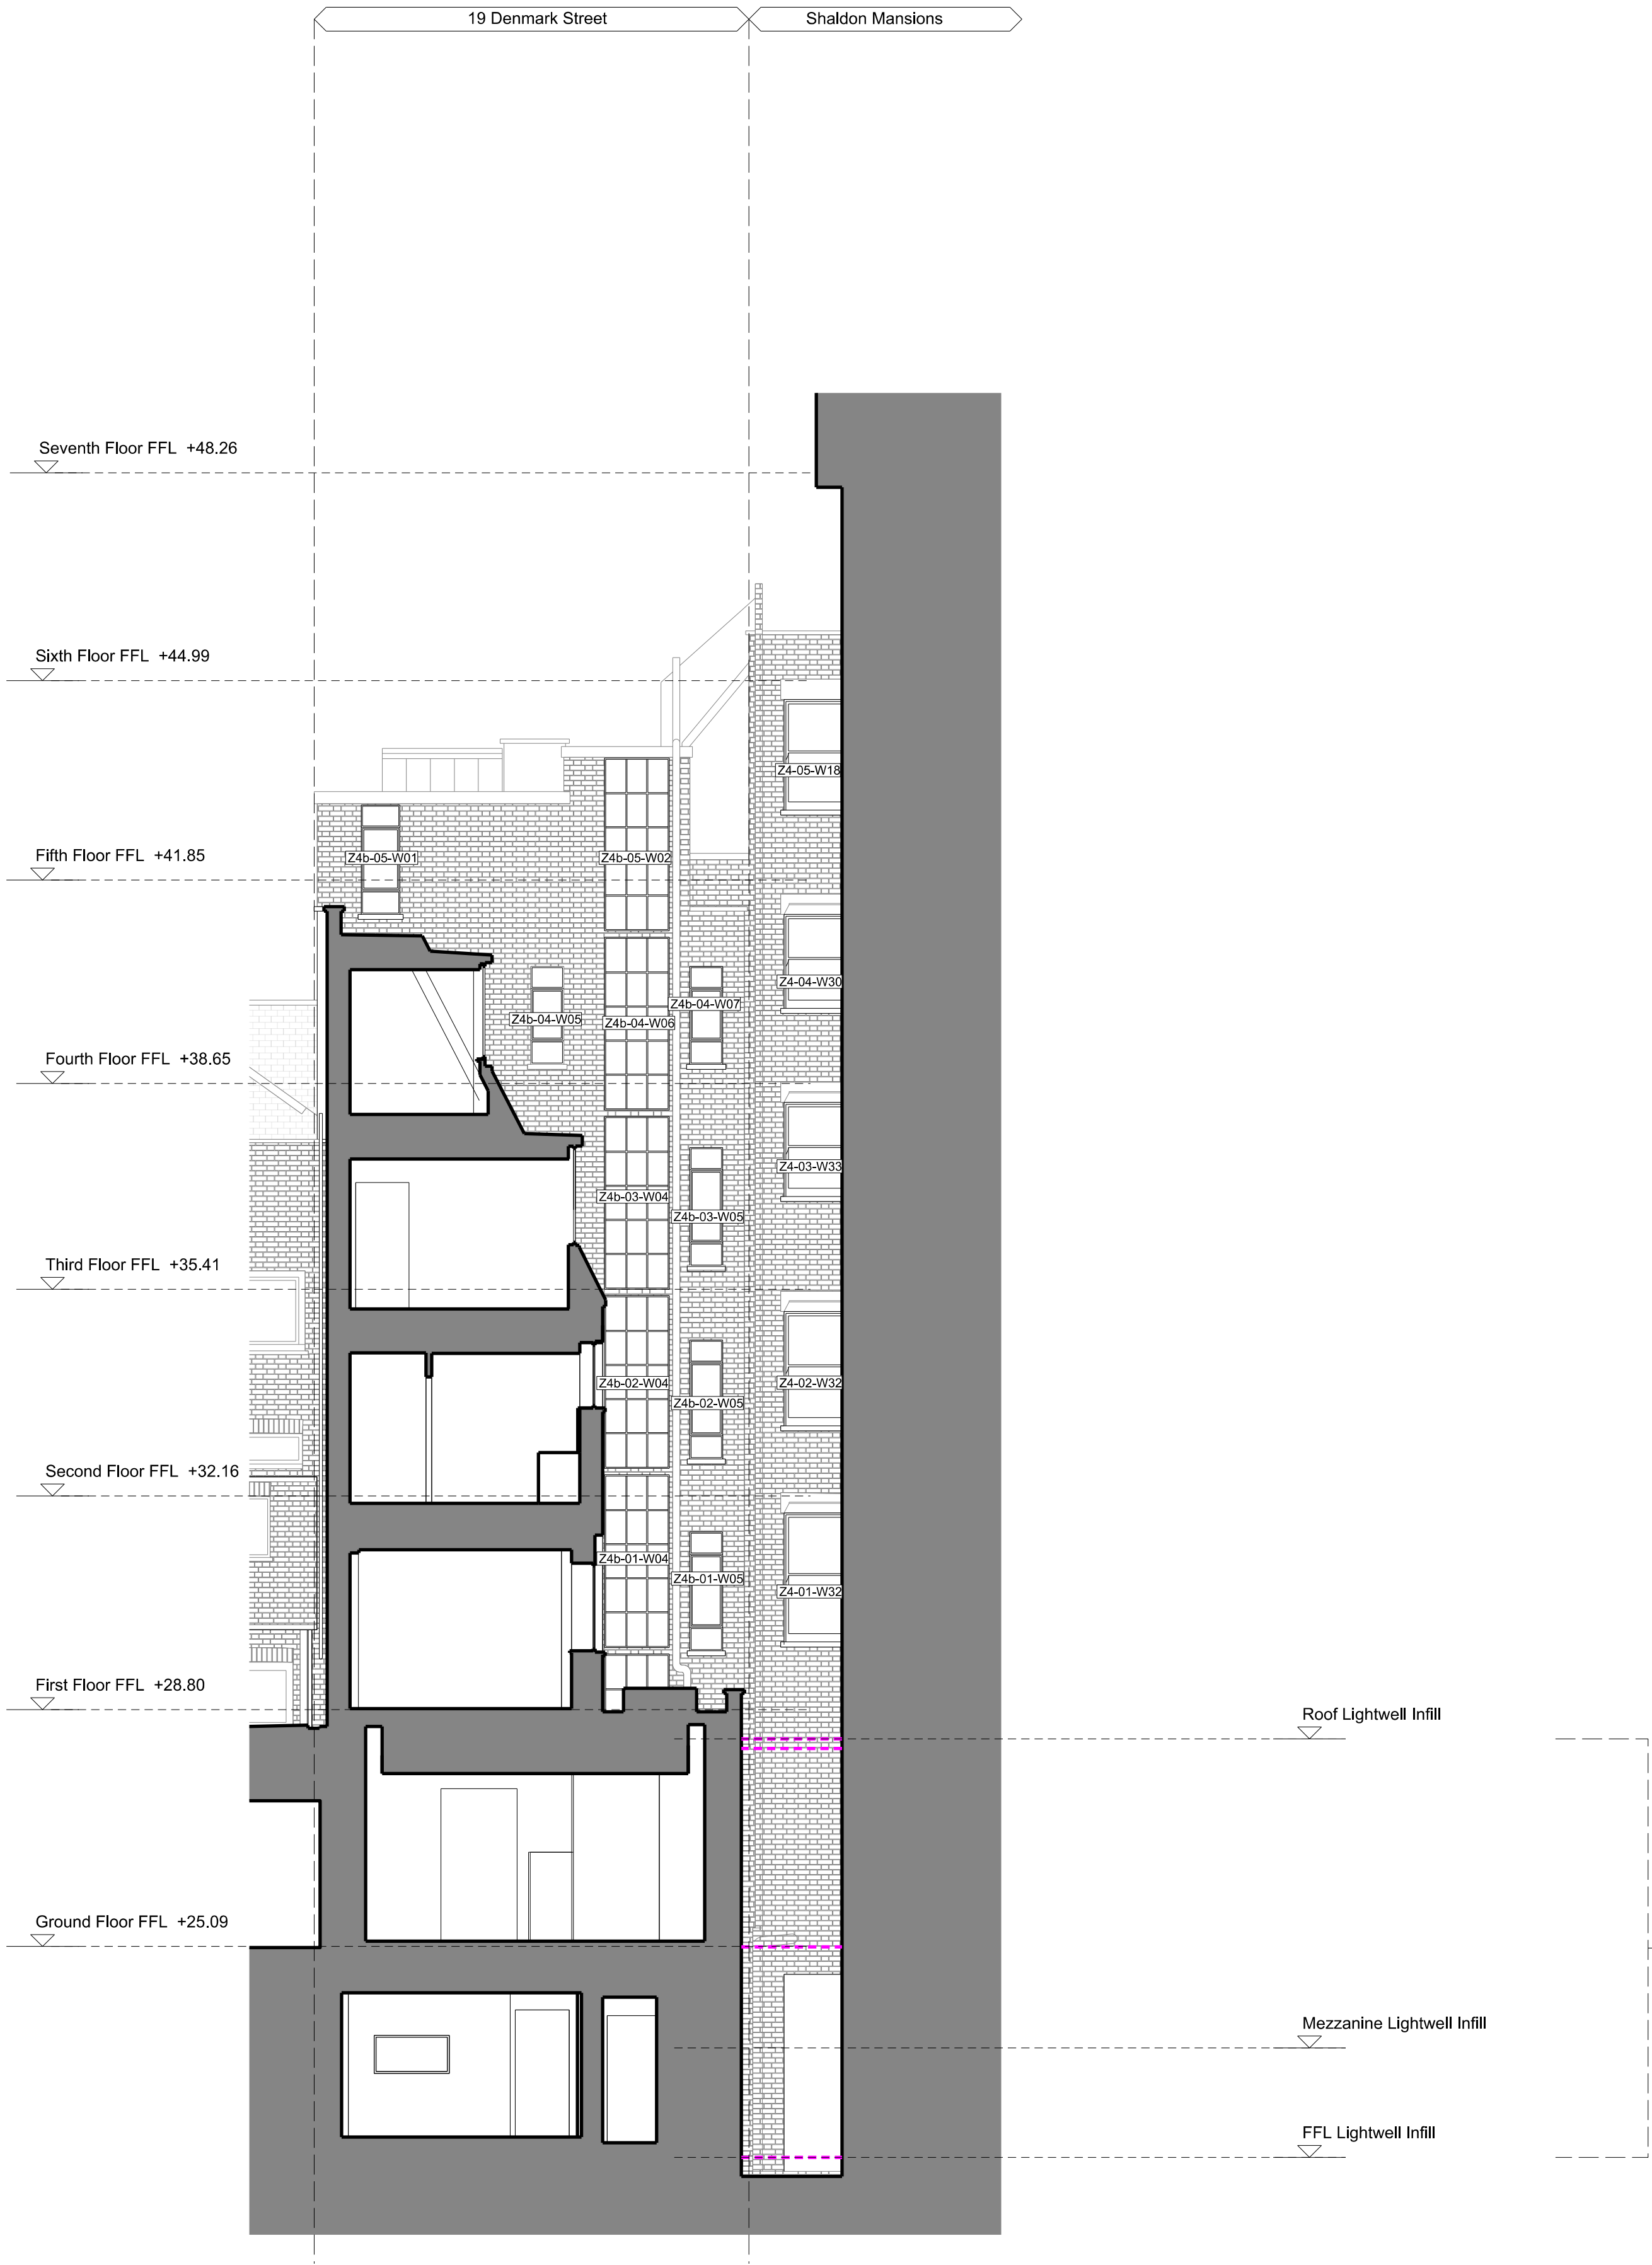 19 Denmark Street
Shaldon Mansions
Seventh Floor FFL +48.26
Sixth Floor FFL +44.99
Z4-05-W18
Fifth Floor FFL +41.85
Z4b-05-W01
Z4b-05-W02
Z4-04-W30
Z4b-04-W05
Z4b-04-W06
Z4b-04-W07
Fourth Floor FFL +38.65
Z4-03-W33
Z4b-03-W04
Z4b-03-W05
Third Floor FFL +35.41
Z4b-02-W04
Z4b-02-W05
Z4-02-W32
Second Floor FFL +32.16
Z4b-01-W04
Z4b-01-W05
Z4-01-W32
First Floor FFL +28.80
Roof Lightwell Infill
Ground Floor FFL +25.09
Mezzanine Lightwell Infill
FFL Lightwell Infill